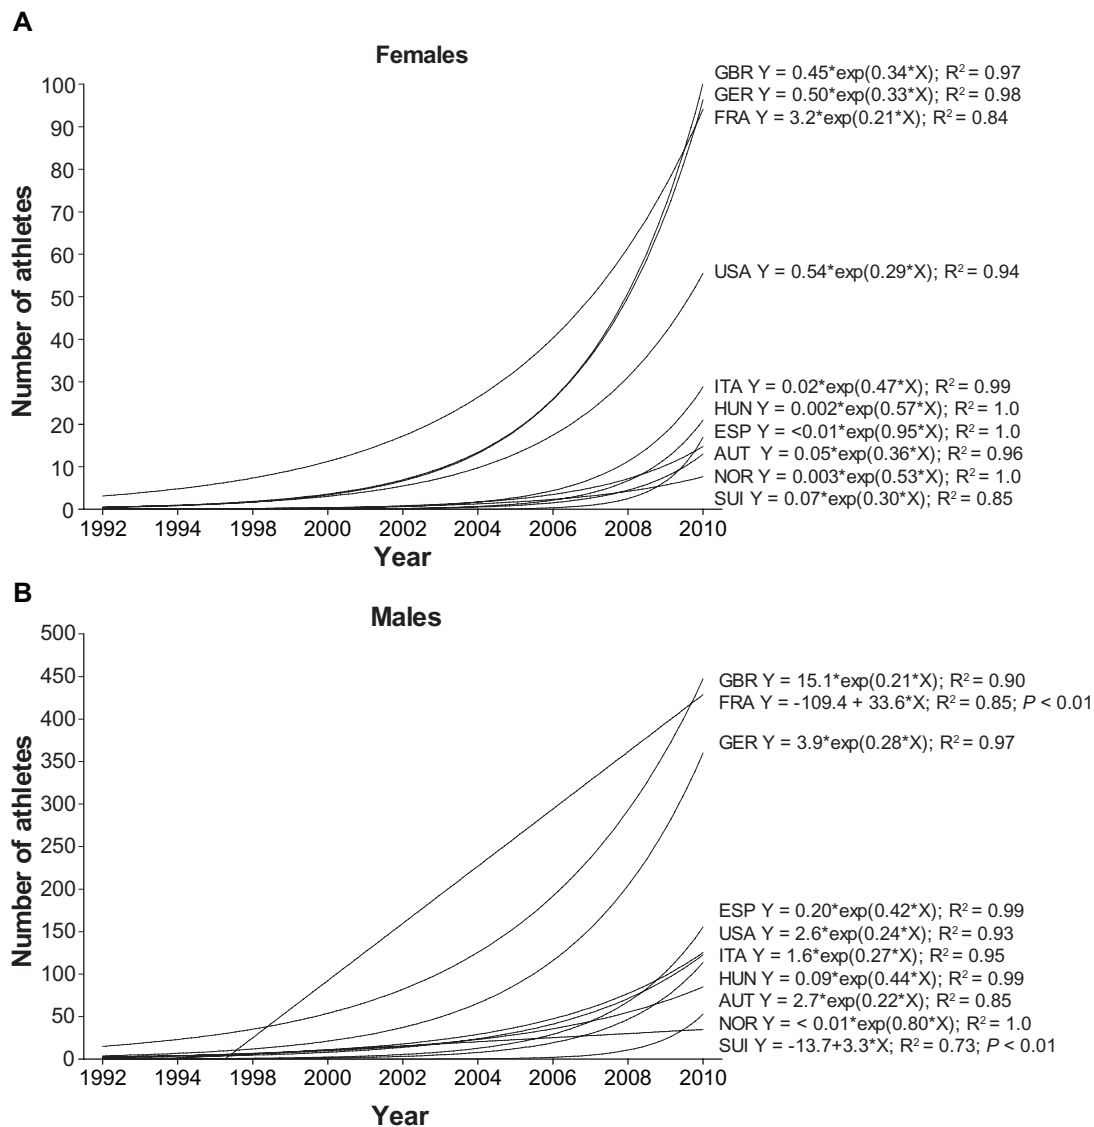 A
Females
100
90
80
70
60
50
40
30
20
10
0
Number of athletes
GBR Y = 0.45*exp(0.34*X); R² = 0.97
GER Y = 0.50*exp(0.33*X); R² = 0.98
FRA Y = 3.2*exp(0.21*X); R² = 0.84
USA Y = 0.54*exp(0.29*X); R² = 0.94
ITA Y = 0.02*exp(0.47*X); R² = 0.99
HUN Y = 0.002*exp(0.57*X); R² = 1.0
ESP Y = <0.01*exp(0.95*X); R² = 1.0
AUT Y = 0.05*exp(0.36*X); R² = 0.96
NOR Y = 0.003*exp(0.53*X); R² = 1.0
SUI Y = 0.07*exp(0.30*X); R² = 0.85
1992 1994 1998 2000 2002 2004 2006 2008 2010
Year
B
Males
500
450
400
350
300
250
200
150
100
50
0
Number of athletes
GBR Y = 15.1*exp(0.21*X); R² = 0.90
FRA Y = -109.4 + 33.6*X; R² = 0.85; P < 0.01
GER Y = 3.9*exp(0.28*X); R² = 0.97
ESP Y = 0.20*exp(0.42*X); R² = 0.99
USA Y = 2.6*exp(0.24*X); R² = 0.93
ITA Y = 1.6*exp(0.27*X); R² = 0.95
HUN Y = 0.09*exp(0.44*X); R² = 0.99
AUT Y = 2.7*exp(0.22*X); R² = 0.85
NOR Y = < 0.01*exp(0.80*X); R² = 1.0
SUI Y = -13.7+3.3*X; R² = 0.73; P < 0.01
1992 1994 1998 2000 2002 2004 2006 2008 2010
Year